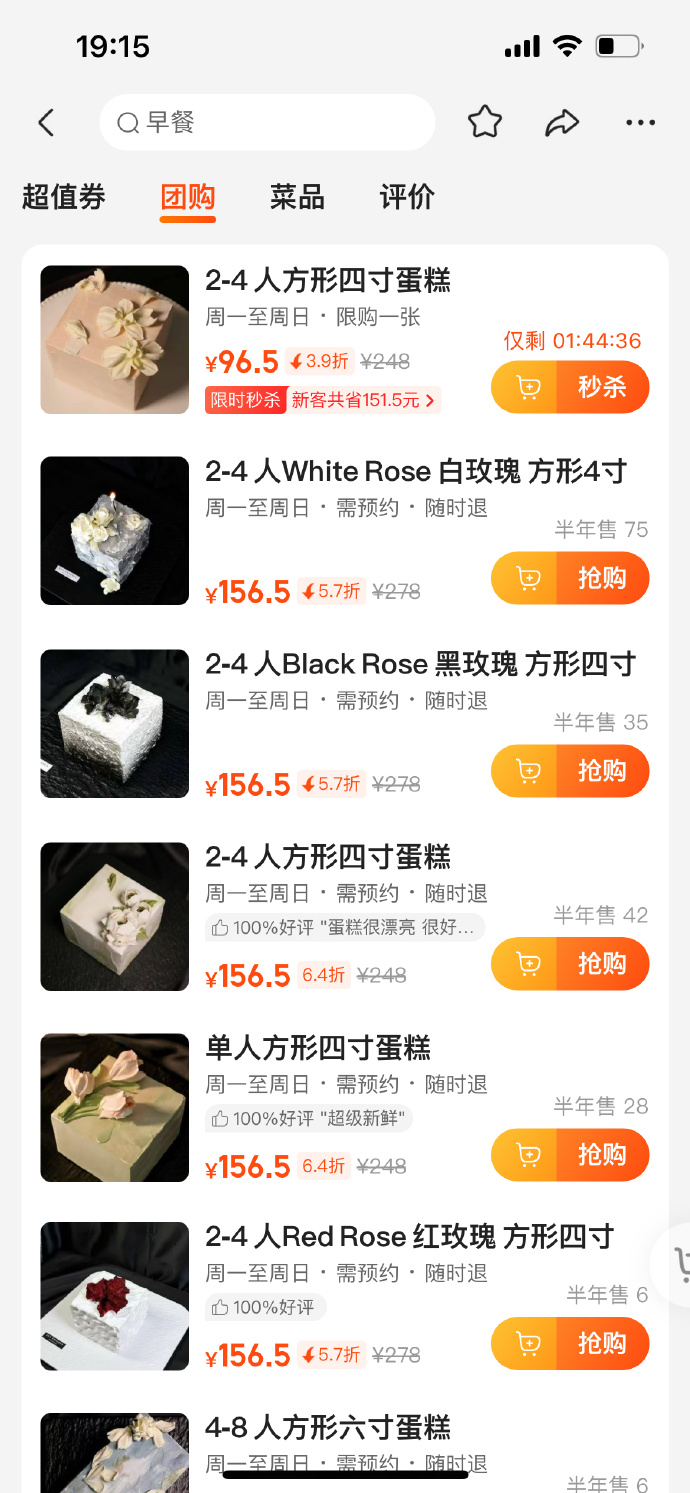 19:15
早餐
超值券 团购 菜品 评价
2-4 人方形四寸蛋糕
周一至周日 · 限购一张
仅剩 01:44:36
¥96.5 3.9折 ¥248
秒杀
限时秒杀 新客共省151.5元
2-4 人White Rose 白玫瑰 方形4寸
周一至周日 · 需预约 · 随时退
半年售 75
¥156.5 5.7折 ¥278
抢购
2-4 人Black Rose 黑玫瑰 方形四寸
周一至周日 · 需预约 · 随时退
半年售 35
¥156.5 5.7折 ¥278
抢购
2-4 人方形四寸蛋糕
周一至周日 · 需预约 · 随时退
半年售 42
100%好评 "蛋糕很漂亮 很好...
¥156.5 6.4折 ¥248
抢购
单人方形四寸蛋糕
周一至周日 · 需预约 · 随时退
半年售 28
100%好评 "超级新鲜"
¥156.5 6.4折 ¥248
抢购
2-4 人Red Rose 红玫瑰 方形四寸
周一至周日 · 需预约 · 随时退
半年售 6
100%好评
¥156.5 5.7折 ¥278
抢购
4-8 人方形六寸蛋糕
周一至周日 · 需预约 · 随时退
半年售 6